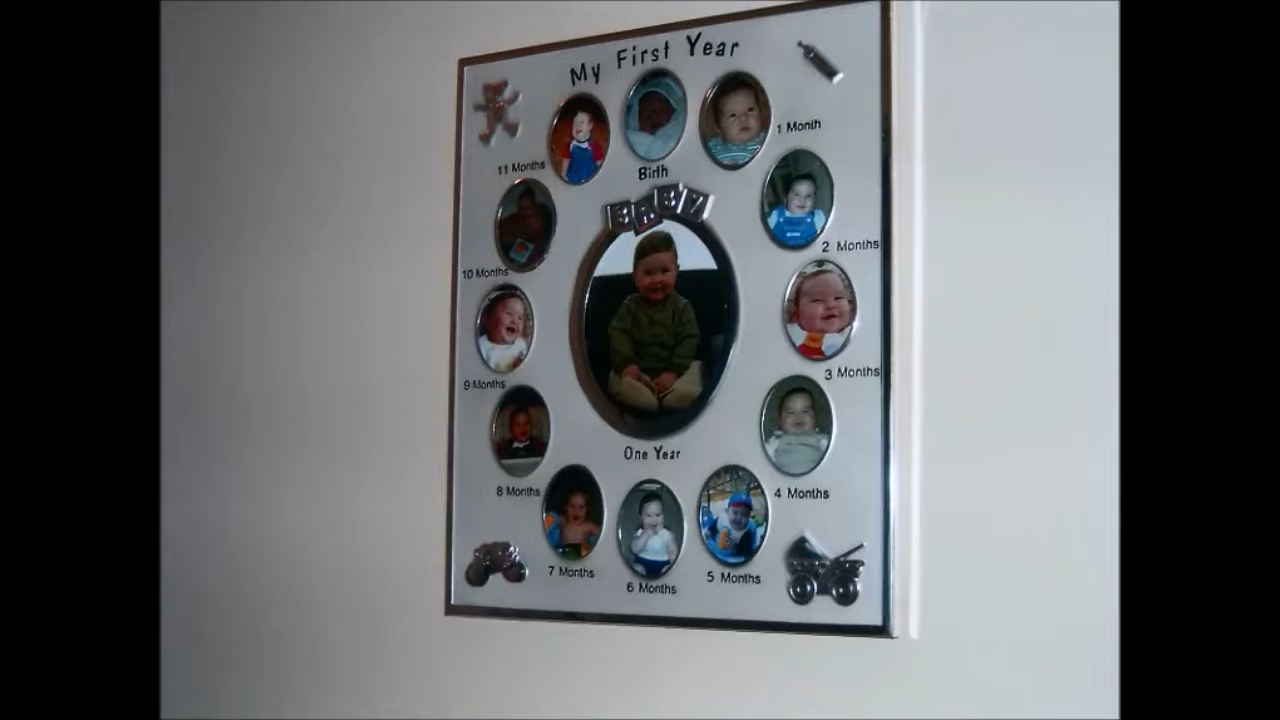 My First Year
Birth
1 Month
2 Months
3 Months
4 Months
5 Months
6 Months
7 Months
8 Months
9 Months
10 Months
11 Months
BABY
One Year